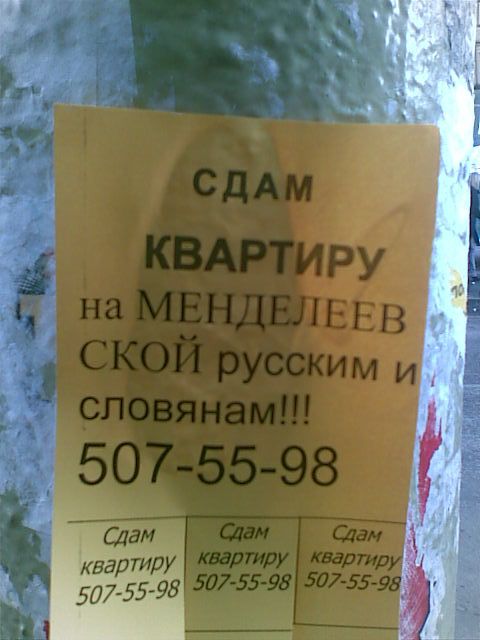 СДАМ
КВАРТИРУ
на МЕНДЕЛЕЕВ
СКОЙ русским и
словянам!!!
507-55-98
Сдам
квартиру
507-55-98
Сдам
квартиру
507-55-98
Сдам
квартиру
507-55-98